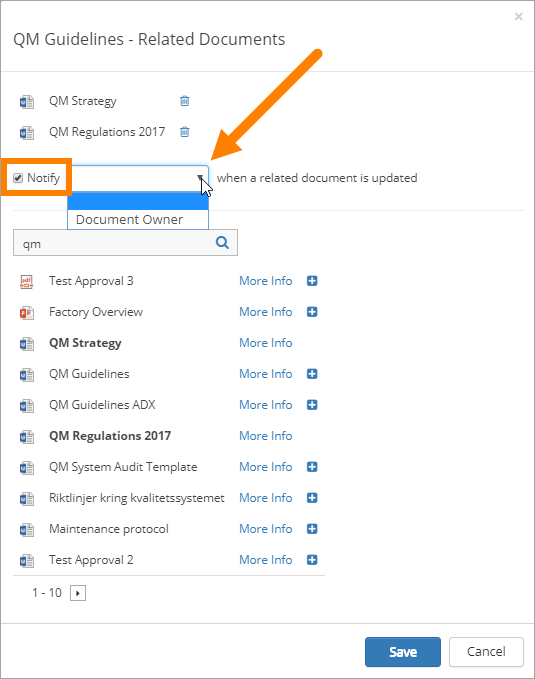 ×
QM Guidelines - Related Documents
QM Strategy
QM Regulations 2017
Notify when a related document is updated
Document Owner
qm
Test Approval 3 More Info
Factory Overview More Info
QM Strategy More Info
QM Guidelines More Info
QM Guidelines ADX More Info
QM Regulations 2017 More Info
QM System Audit Template More Info
Riktlinjer kring kvalitetssystemet More Info
Maintenance protocol More Info
Test Approval 2 More Info
1 - 10
Save Cancel